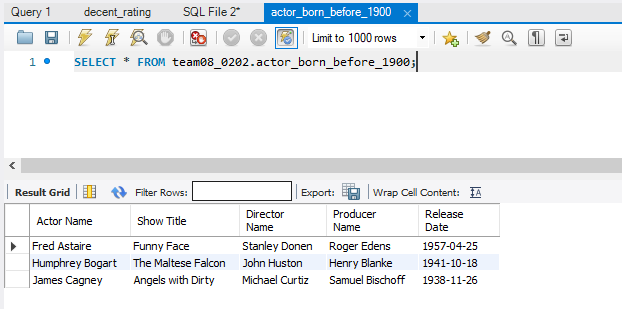 Query 1 decent_rating SQL File 2* actor_born_before_1900
Limit to 1000 rows
1 SELECT * FROM team08_0202.actor_born_before_1900;
Result Grid Filter Rows: Export: Wrap Cell Content:
Actor Name Show Title Director Name Producer Name Release Date
Fred Astaire Funny Face Stanley Donen Roger Edens 1957-04-25
Humphrey Bogart The Maltese Falcon John Huston Henry Blanke 1941-10-18
James Cagney Angels with Dirty Michael Curtiz Samuel Bischoff 1938-11-26